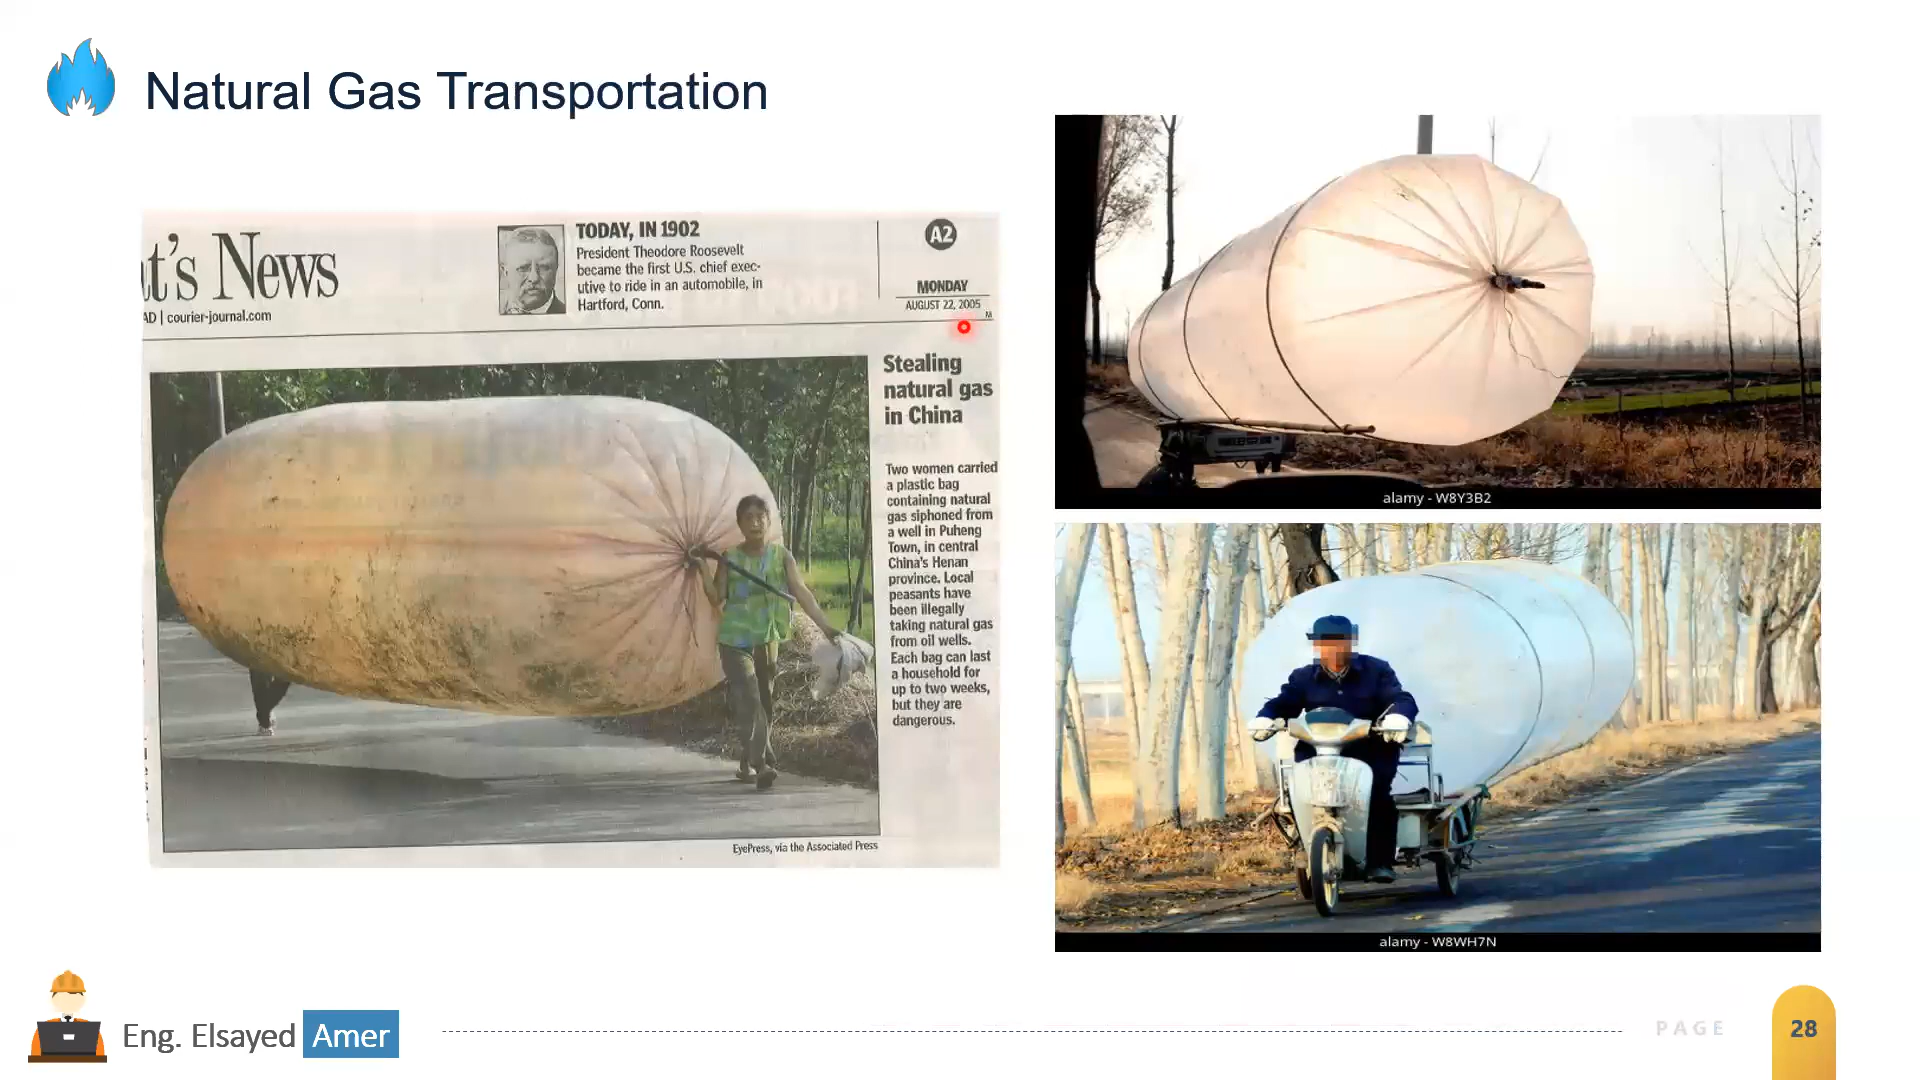 Natural Gas Transportation
t's News
AD | courier-journal.com
TODAY, IN 1902
President Theodore Roosevelt
became the first U.S. chief exec-
utive to ride in an automobile, in
Hartford, Conn.
A2
MONDAY
AUGUST 22, 2005
Stealing
natural gas
in China
Two women carried
a plastic bag
containing natural
gas siphoned from
a well in Puheng
Town, in central
China's Henan
province. Local
peasants have
been illegally
taking natural gas
from oil wells.
Each bag can last
a household for
up to two weeks,
but they are
dangerous.
EyePress, via the Associated Press
alamy - W8Y3B2
alamy - W8WH7N
Eng. Elsayed Amer
PAGE
28